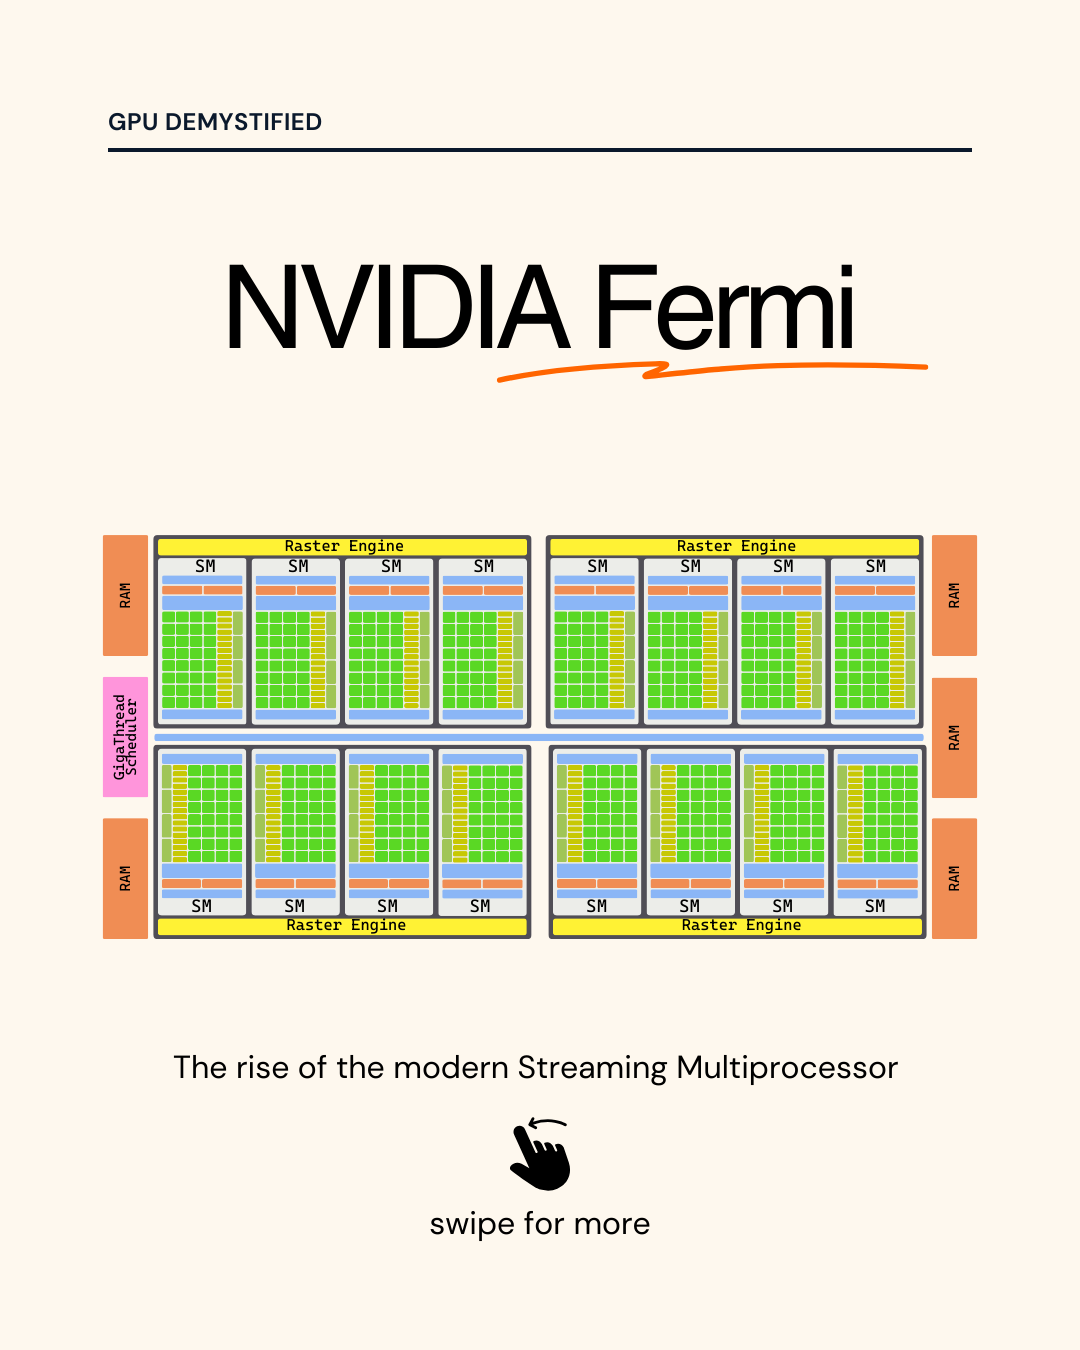 GPU DEMYSTIFIED
NVIDIA Fermi
Raster Engine
Raster Engine
SM
SM
SM
SM
SM
SM
SM
SM
RAM
RAM
GigaThread
Scheduler
RAM
RAM
RAM
SM
SM
SM
SM
SM
SM
SM
SM
Raster Engine
Raster Engine
The rise of the modern Streaming Multiprocessor
swipe for more